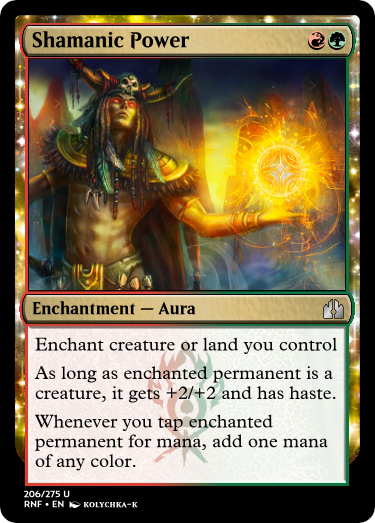 Shamanic Power
Enchantment — Aura
Enchant creature or land you control
As long as enchanted permanent is a
creature, it gets +2/+2 and has haste.
Whenever you tap enchanted
permanent for mana, add one mana
of any color.
206/275 U
RNF • EN KOLYCHKA-K